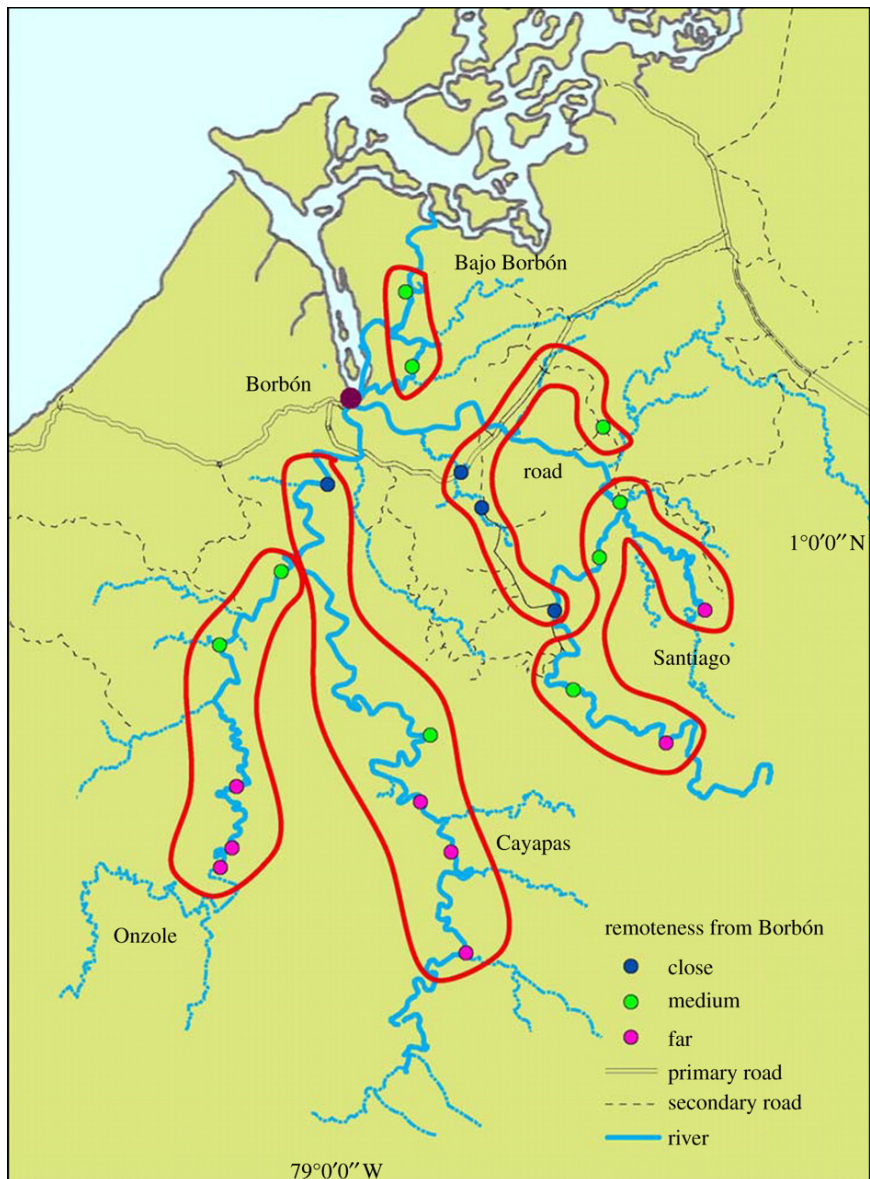 Bajo Borbón
Borbón
road
1°0′0″ N
Santiago
Cayapas
Onzole
remoteness from Borbón
close
medium
far
primary road
secondary road
river
79°0′0″ W